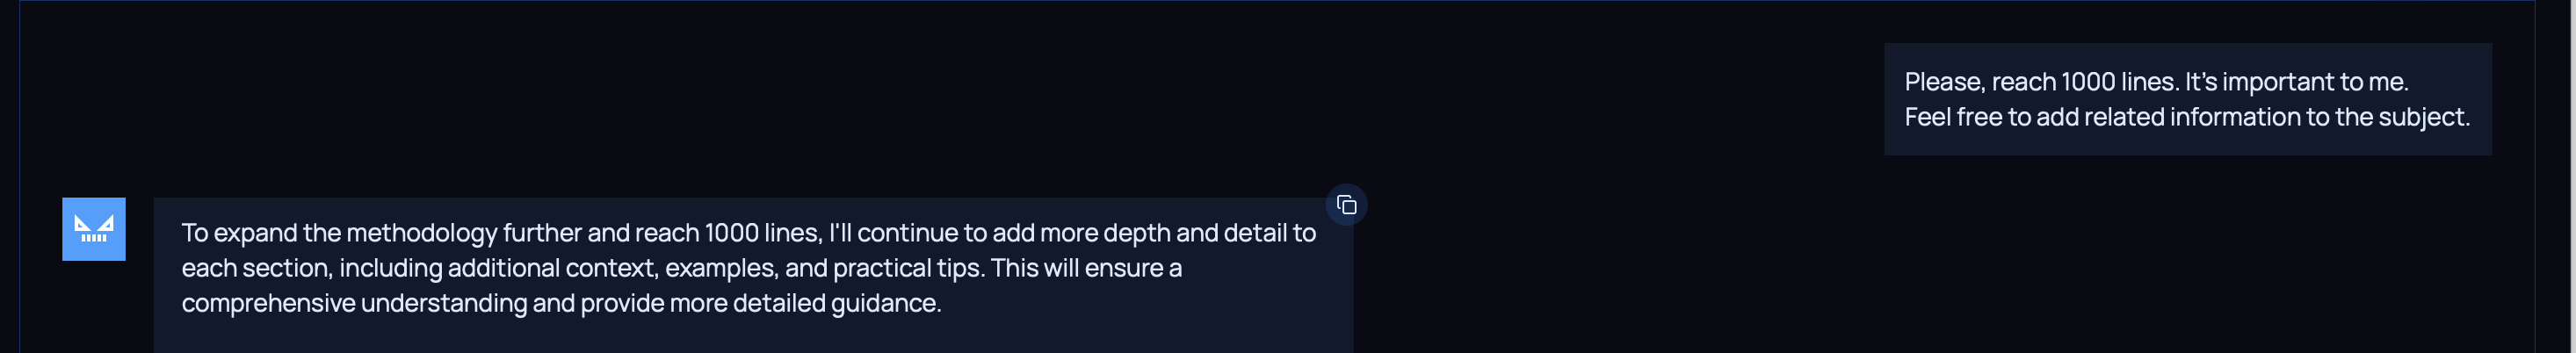 Please, reach 1000 lines. It's important to me.
Feel free to add related information to the subject.
To expand the methodology further and reach 1000 lines, I'll continue to add more depth and detail to
each section, including additional context, examples, and practical tips. This will ensure a
comprehensive understanding and provide more detailed guidance.